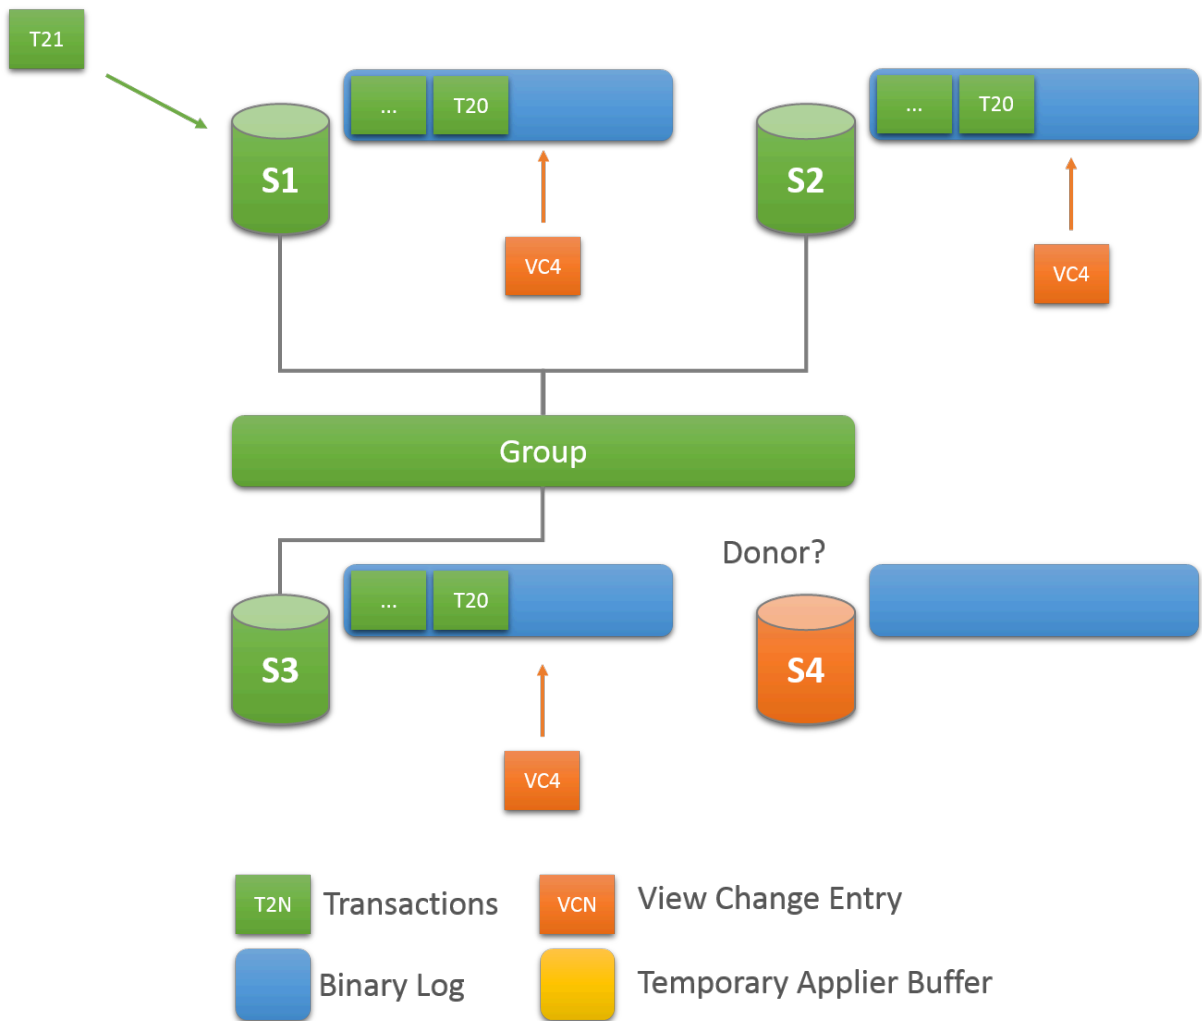 T21
... T20
S1
VC4
... T20
S2
VC4
Group
... T20
S3
VC4
Donor?
S4
T2N Transactions
VCN View Change Entry
Binary Log
Temporary Applier Buffer